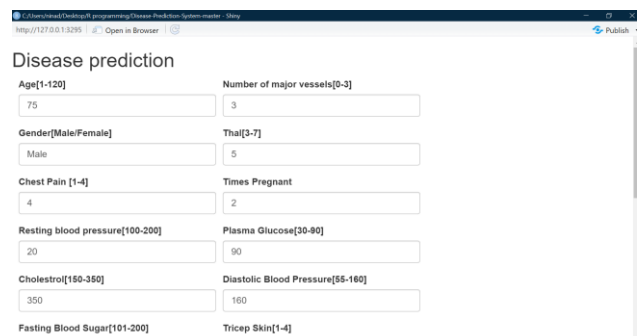 C:/Users/ninad/Desktop/R programming/Disease-Prediction-System-master - Shiny
http://127.0.0.1:3295 Open in Browser Publish
Disease prediction
Age[1-120] Number of major vessels[0-3]
75 3
Gender[Male/Female] Thal[3-7]
Male 5
Chest Pain [1-4] Times Pregnant
4 2
Resting blood pressure[100-200] Plasma Glucose[30-90]
20 90
Cholestrol[150-350] Diastolic Blood Pressure[55-160]
350 160
Fasting Blood Sugar[101-200] Tricep Skin[1-4]